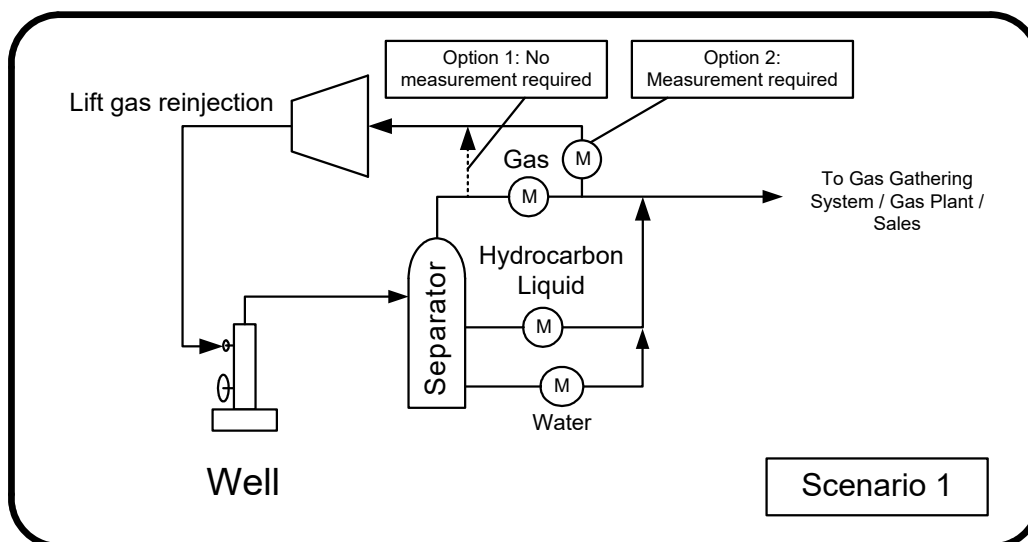 Option 1: No
measurement required
Option 2:
Measurement required
Lift gas reinjection
Gas
M
M
To Gas Gathering
System / Gas Plant /
Sales
Separator
Hydrocarbon
Liquid
M
M
Water
Well
Scenario 1